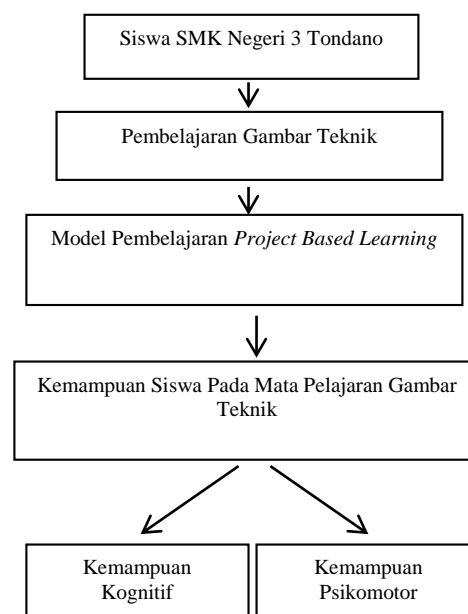 Siswa SMK Negeri 3 Tondano
Pembelajaran Gambar Teknik
Model Pembelajaran Project Based Learning
Kemampuan Siswa Pada Mata Pelajaran Gambar
Teknik
Kemampuan
Kognitif
Kemampuan
Psikomotor